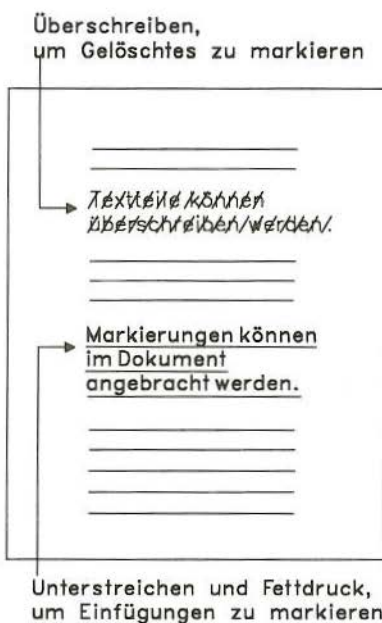 Überschreiben,
um Gelöschtes zu markieren
Textteile können
überschreiben werden.
Markierungen können
im Dokument
angebracht werden.
Unterstreichen und Fettdruck,
um Einfügungen zu markieren